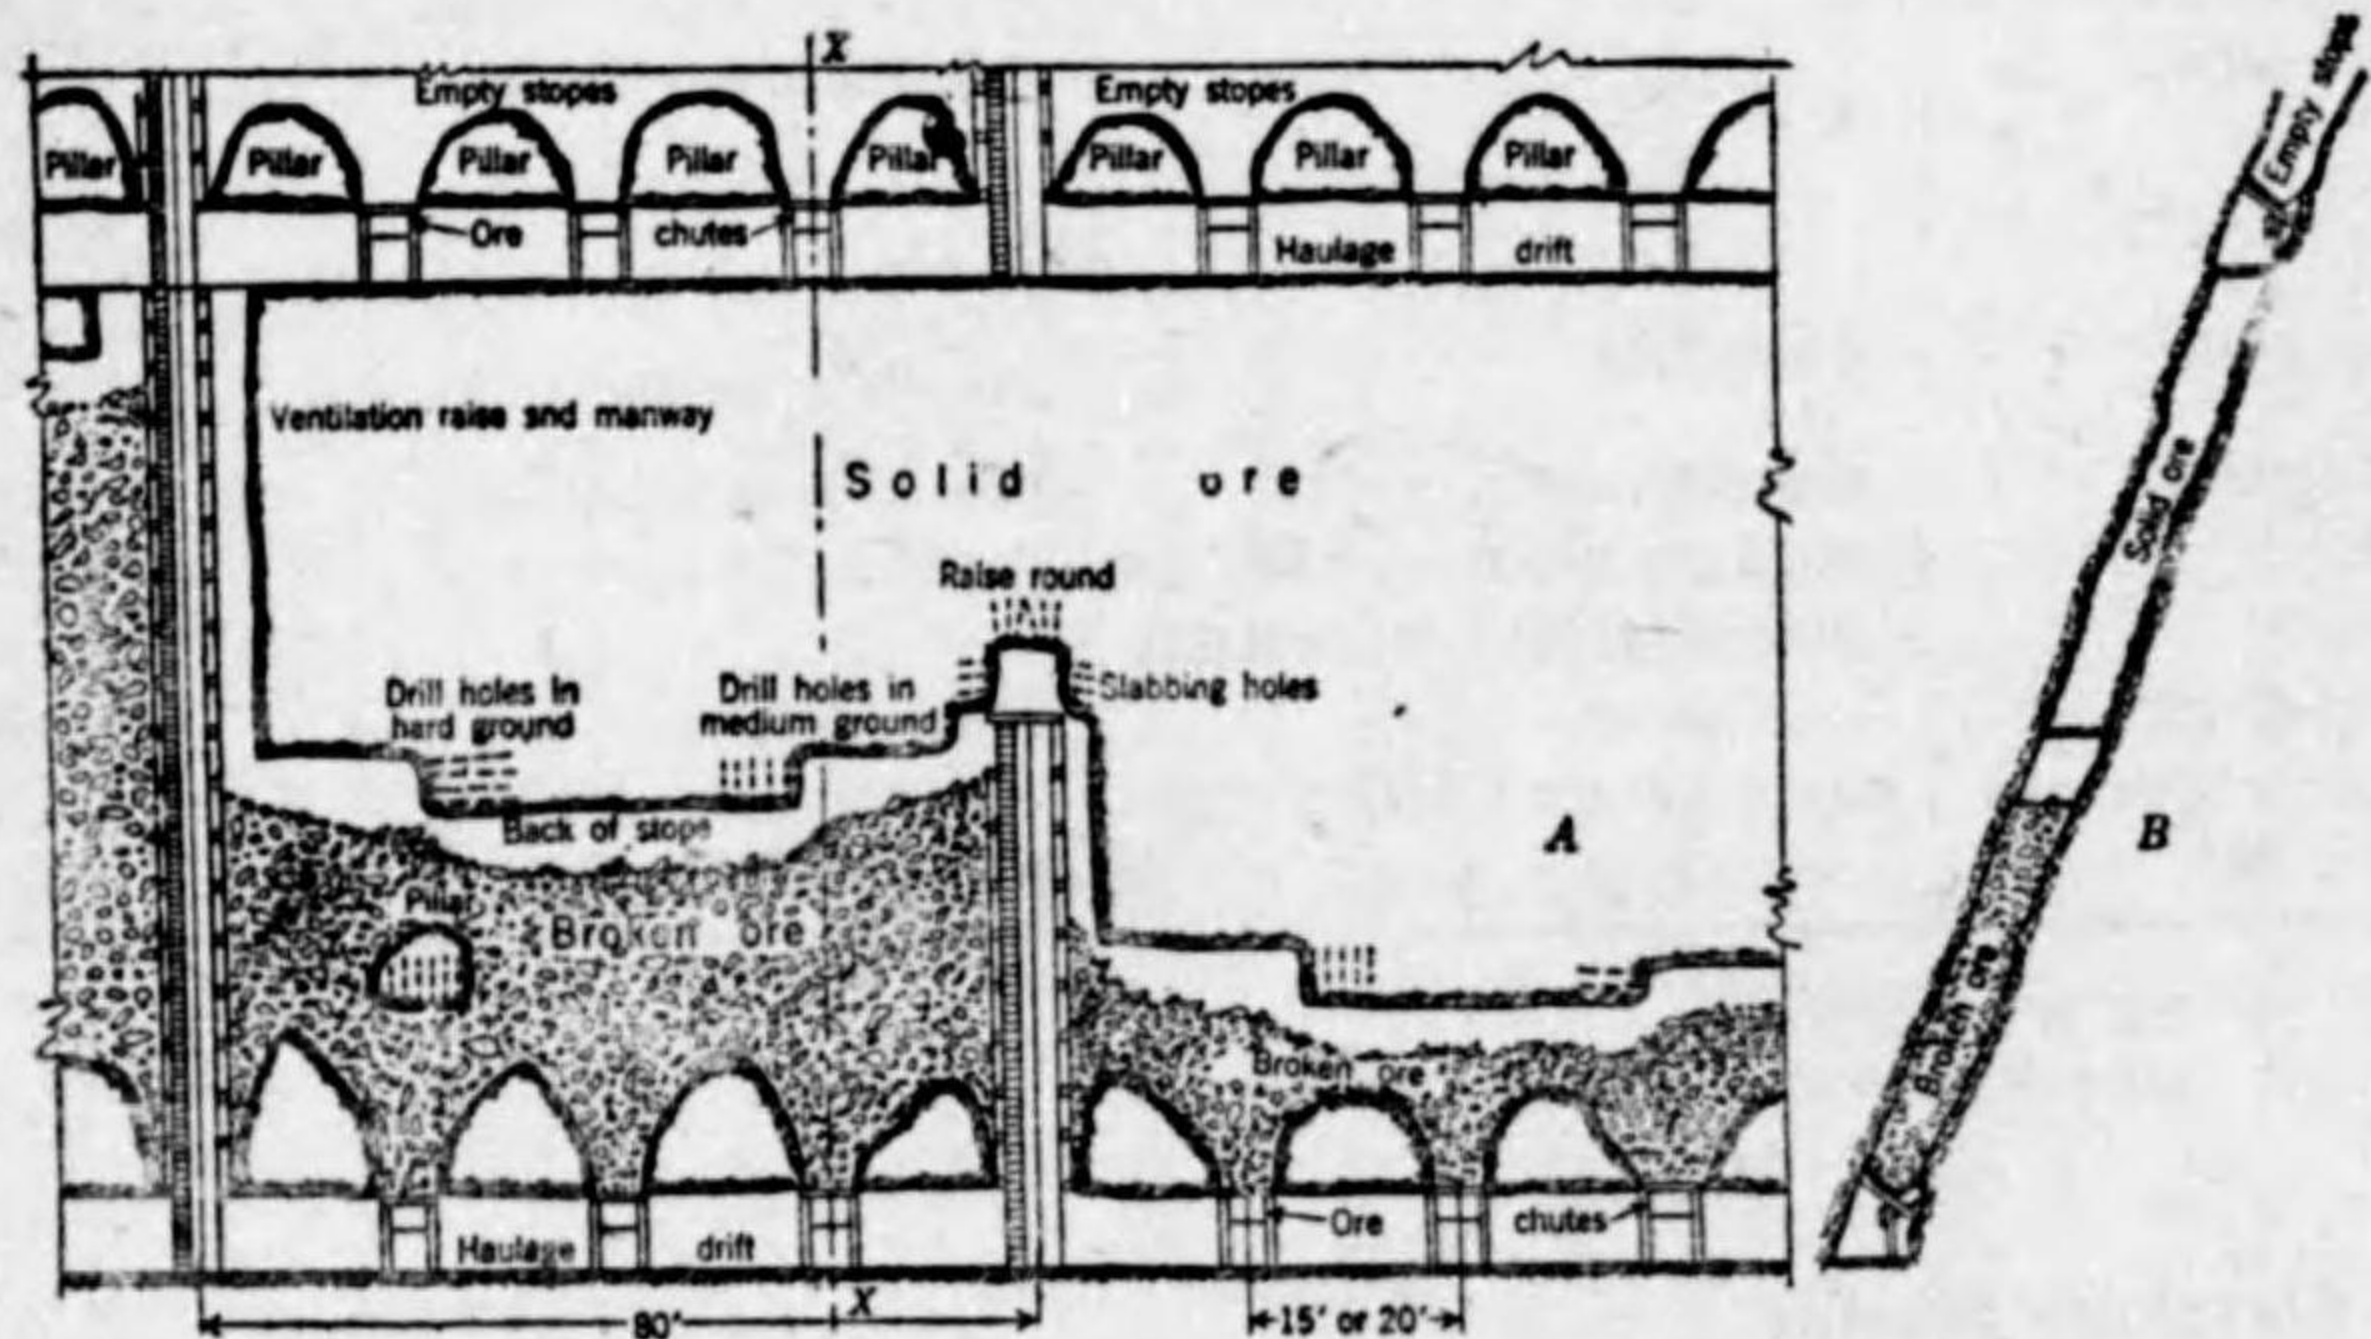 X
Empty stopes
Empty stopes
Pillar
Pillar
Pillar
Pillar
Pillar
Pillar
Pillar
Pillar
Ore chutes
Haulage drift
Ventilation raise snd manway
Solid ore
Raise round
Drill holes in
hard ground
Drill holes in
medium ground
Slabbing holes
Back of stope
A
Pillar
Broken ore
Broken ore
Haulage drift
Ore chutes
80'
X
15' or 20'
Empty stope
Solid ore
B
Broken ore